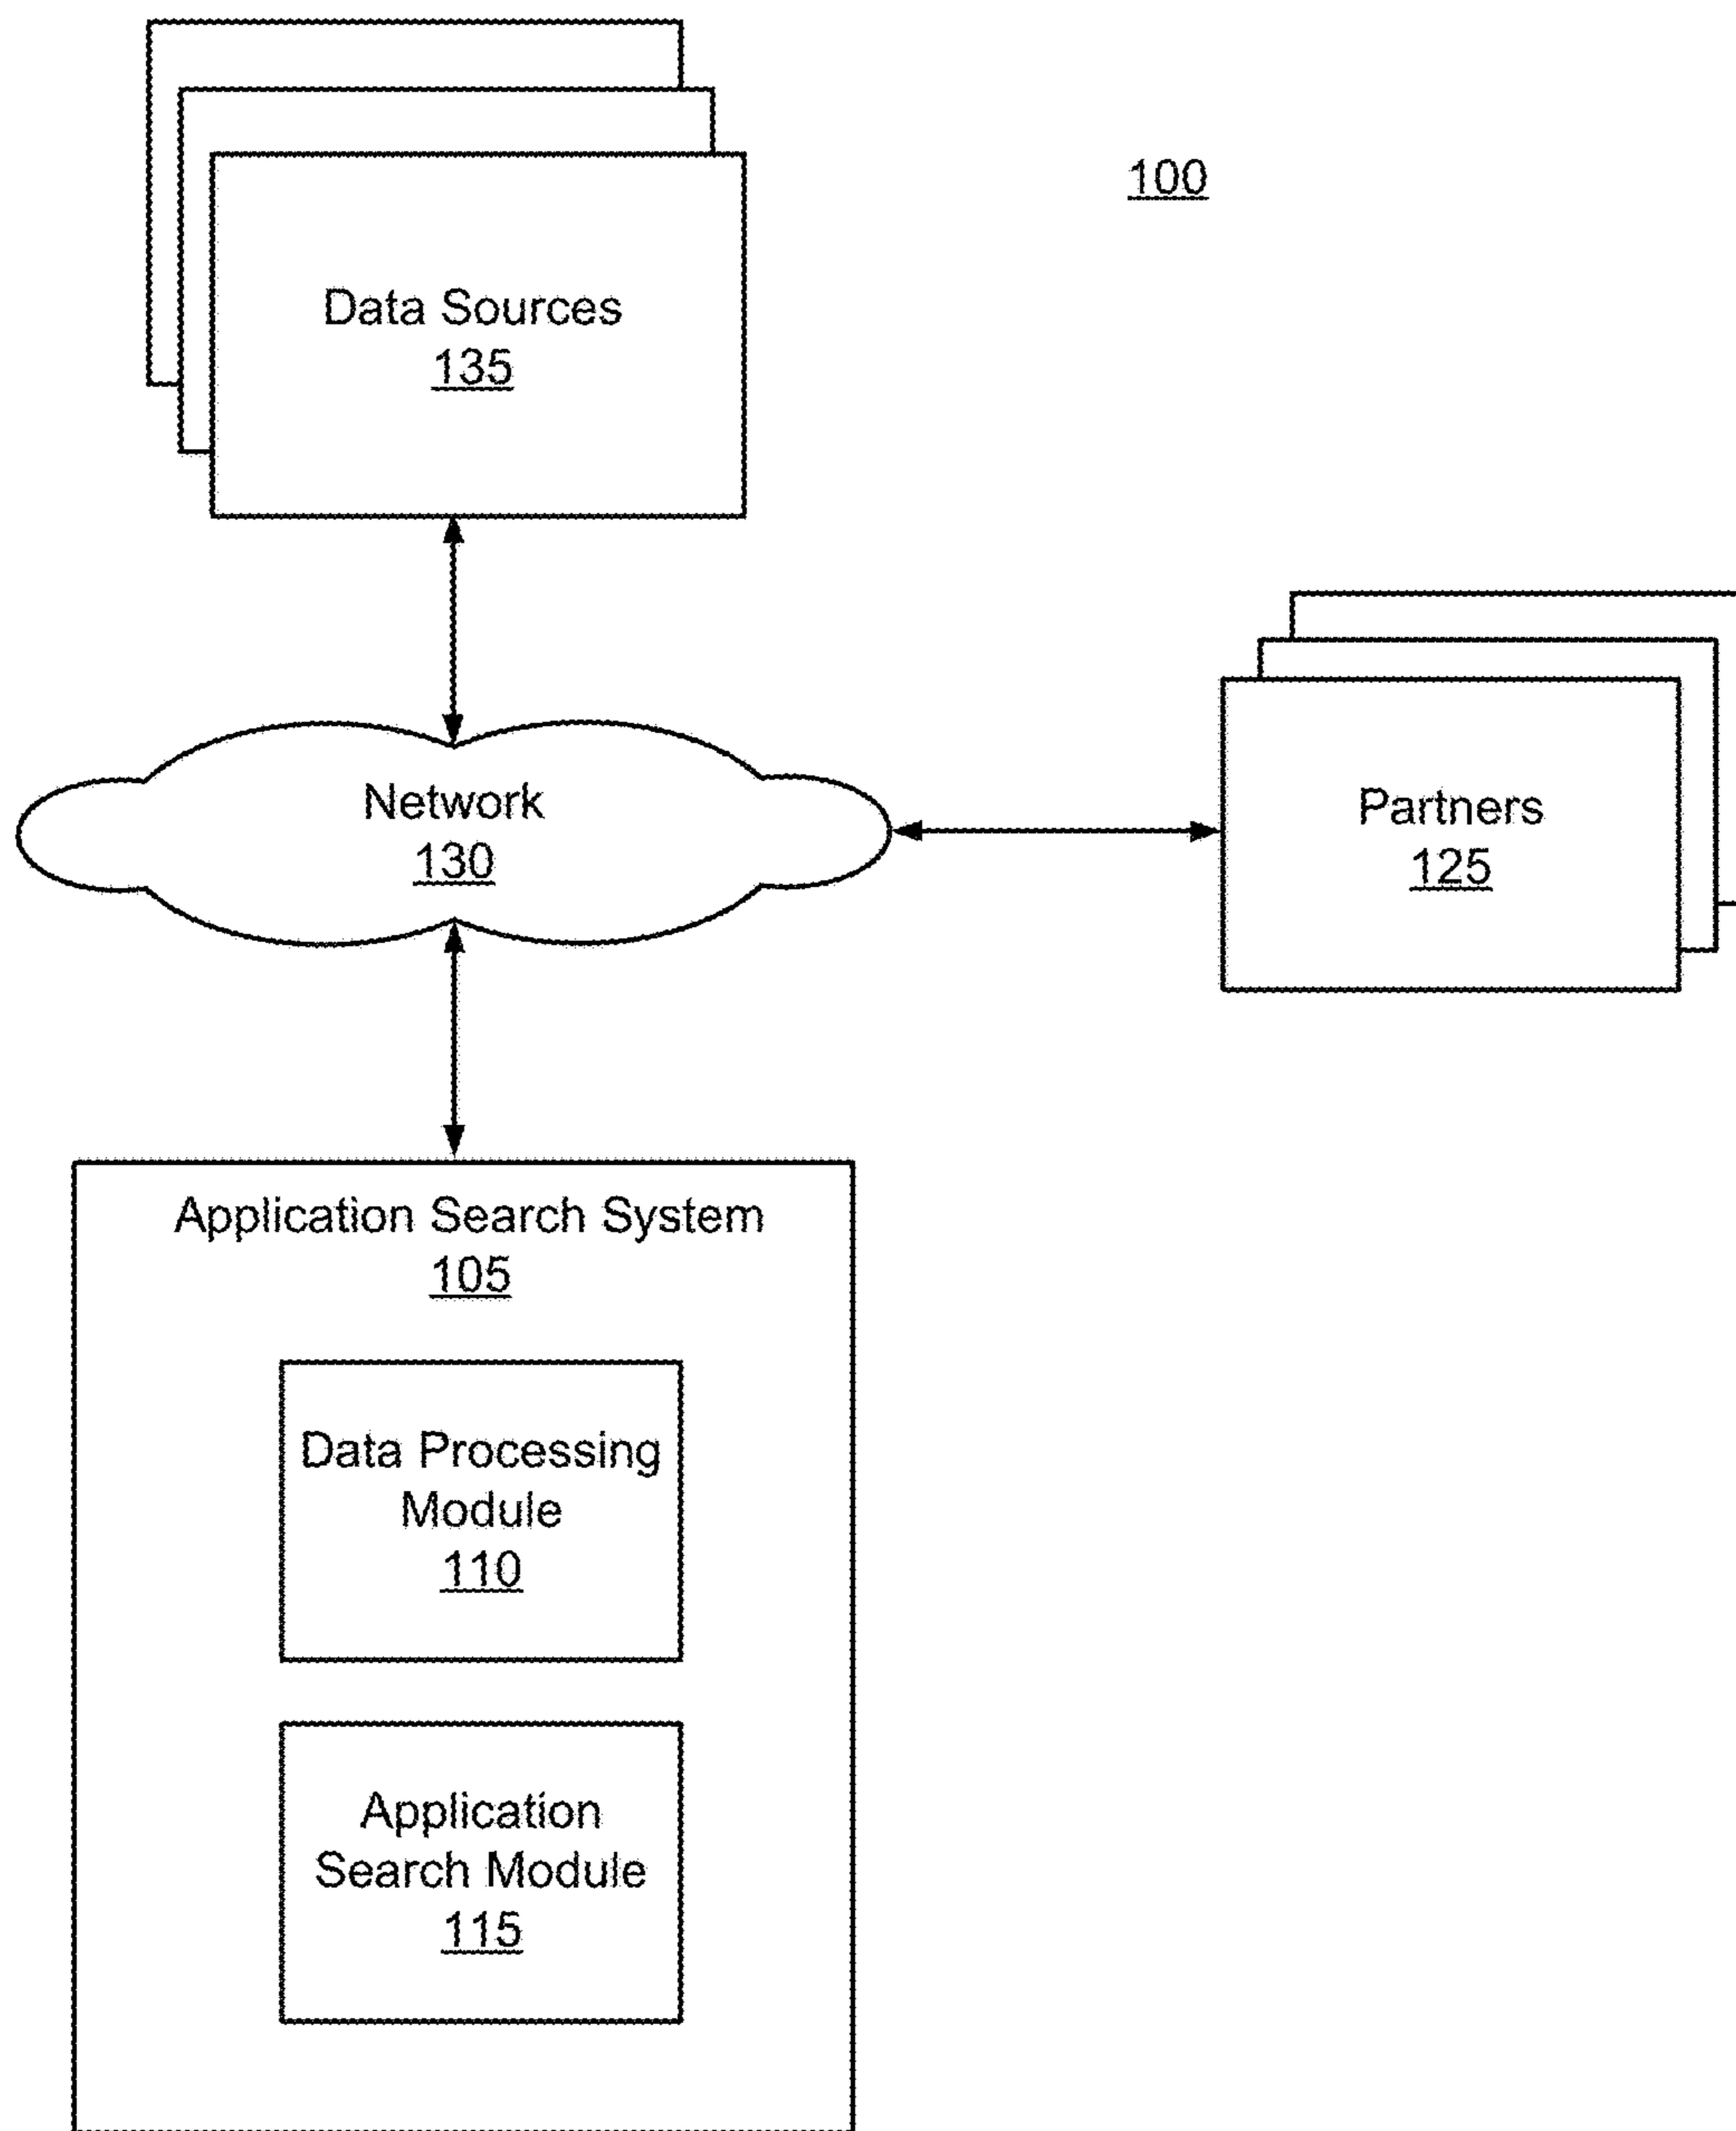 100
Data Sources
135
Network
130
Partners
125
Application Search System
105
Data Processing
Module
110
Application
Search Module
115